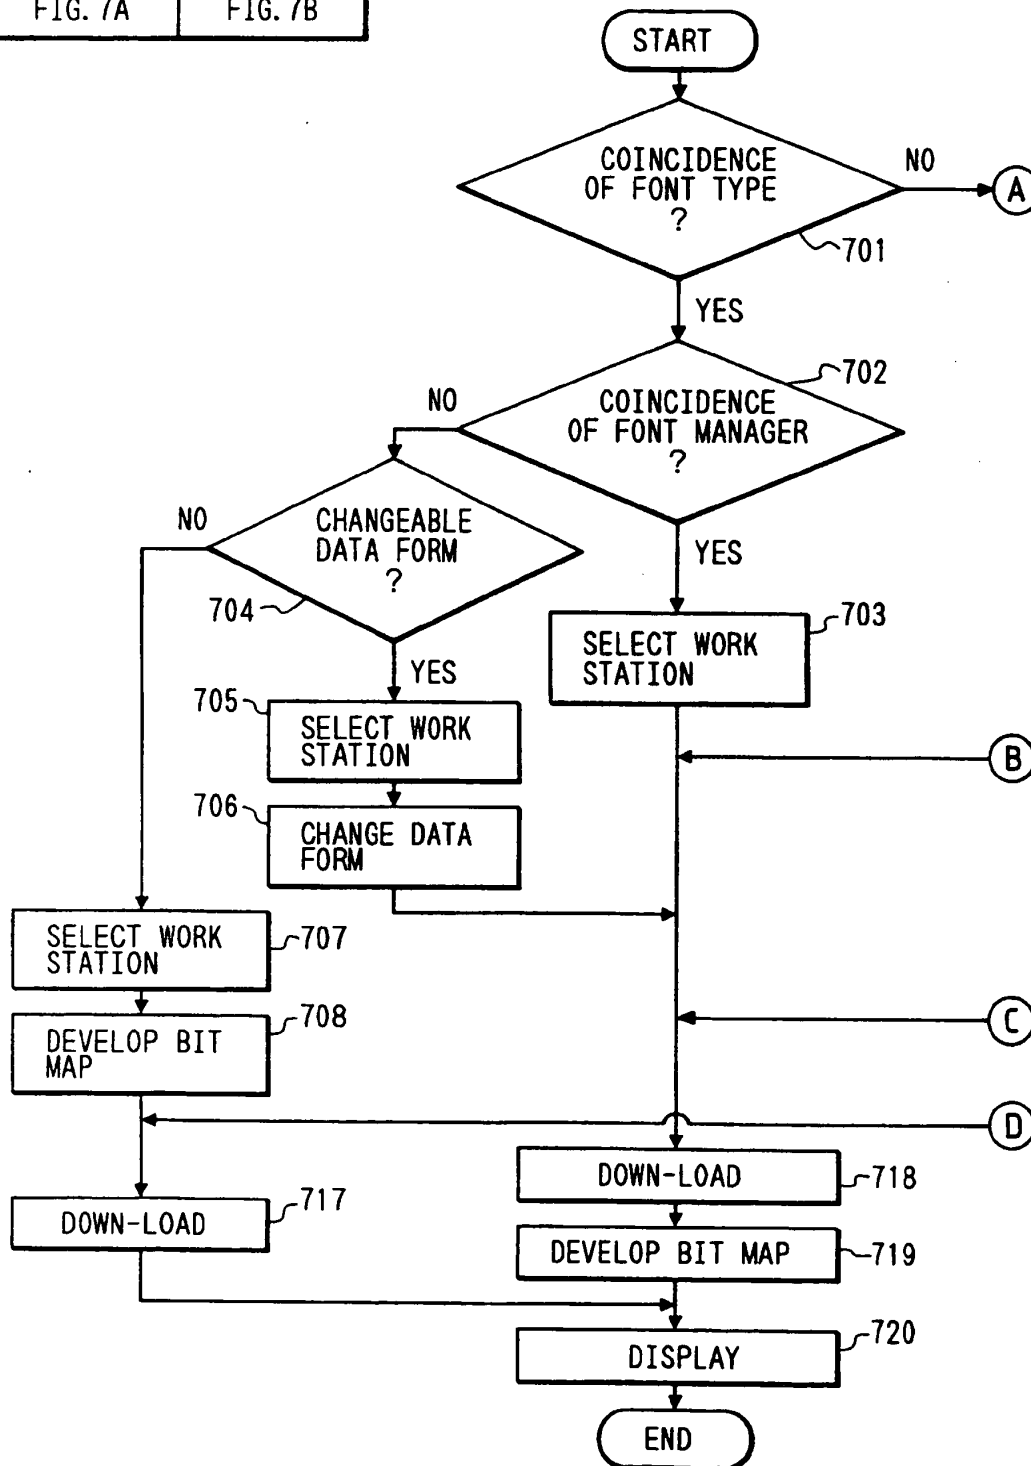 FIG. 7A FIG. 7B
START
COINCIDENCE
OF FONT TYPE
?
NO
A
701
YES
702
COINCIDENCE
OF FONT MANAGER
?
NO
CHANGEABLE
DATA FORM
?
NO
704
YES
YES
703
SELECT WORK
STATION
705
SELECT WORK
STATION
B
706
CHANGE DATA
FORM
SELECT WORK
STATION
707
708
DEVELOP BIT
MAP
C
D
DOWN-LOAD
718
717
DOWN-LOAD
DEVELOP BIT MAP
719
720
DISPLAY
END